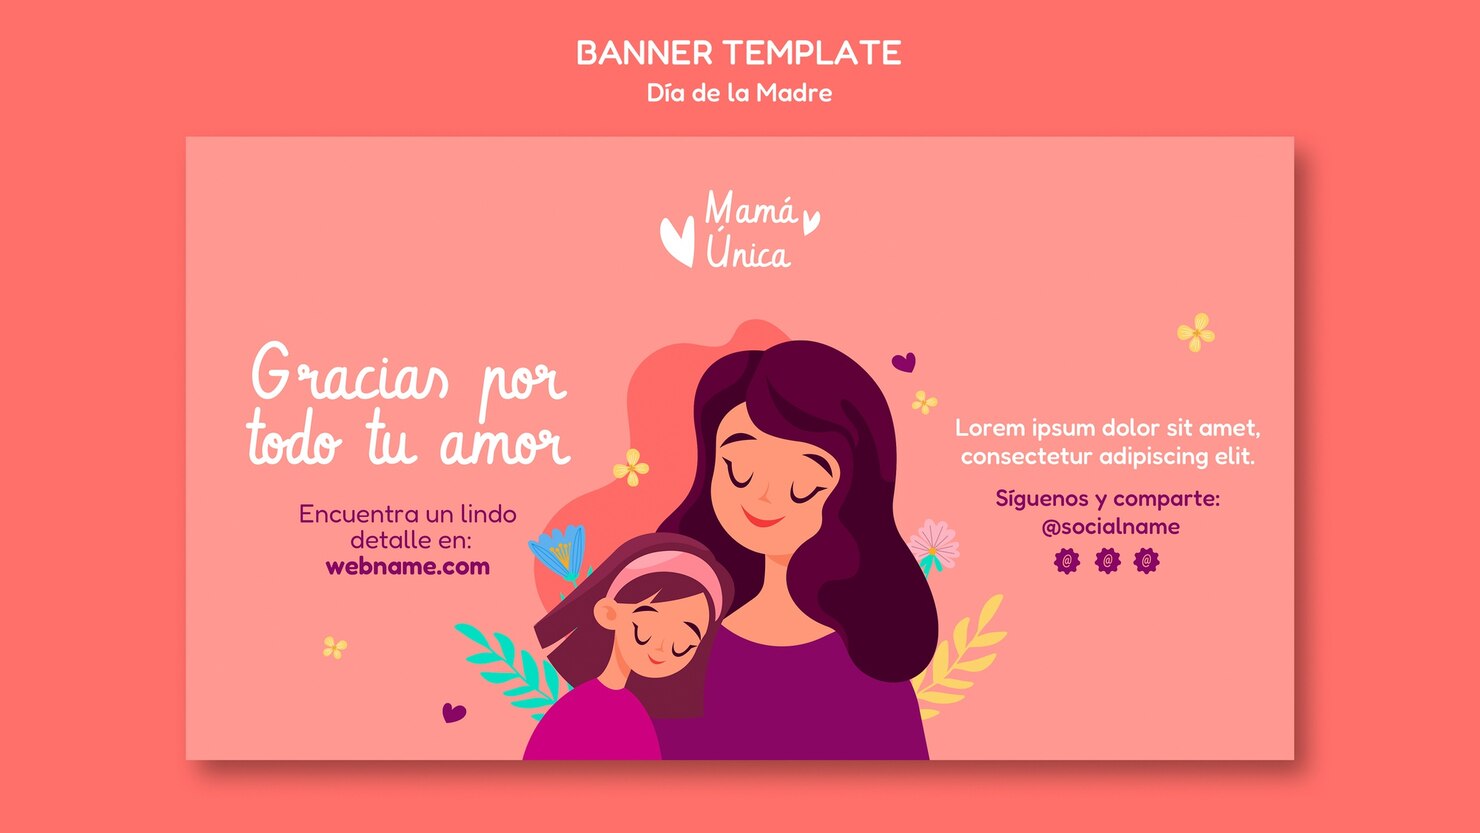 BANNER TEMPLATE
Día de la Madre
Mamá
Única
Gracias por
todo tu amor
Encuentra un lindo
detalle en:
webname.com
Lorem ipsum dolor sit amet,
consectetur adipiscing elit.
Síguenos y comparte:
@socialname
@ @ @